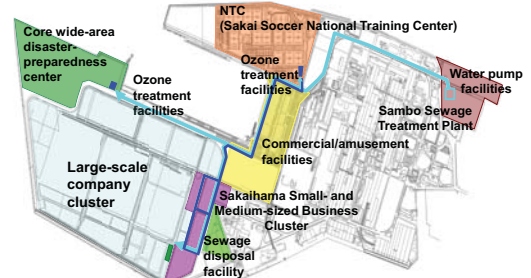 NTC
(Sakai Soccer National Training Center)
Core wide-area
disaster-
preparedness
center
Ozone
treatment
facilities
Ozone
treatment
facilities
Water pump
facilities
Sambo Sewage
Treatment Plant
Commercial/amusement
facilities
Large-scale
company
cluster
Sakaihama Small- and
Medium-sized Business
Cluster
Sewage
disposal
facility